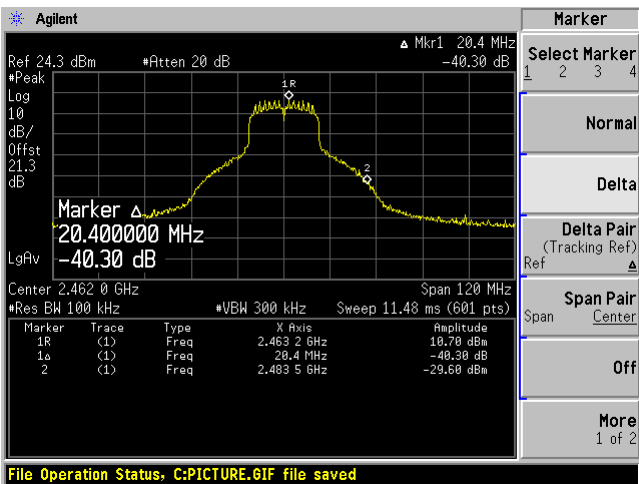 Agilent
Marker
Δ Mkr1 20.4 MHz
Ref 24.3 dBm #Atten 20 dB -40.30 dB
#Peak
Log
10
dB/
Offst
21.3
dB
1R
2
Marker Δ
20.400000 MHz
-40.30 dB
LgAv
Center 2.462 0 GHz Span 120 MHz
#Res BW 100 kHz #VBW 300 kHz Sweep 11.48 ms (601 pts)
Marker Trace Type X Axis Amplitude
1R (1) Freq 2.463 2 GHz 10.70 dBm
1Δ (1) Freq 20.4 MHz -40.30 dB
2 (1) Freq 2.483 5 GHz -29.60 dBm
Select Marker
1 2 3 4
Normal
Delta
Delta Pair
(Tracking Ref)
Ref Δ
Span Pair
Span Center
Off
More
1 of 2
File Operation Status, C:PICTURE.GIF file saved